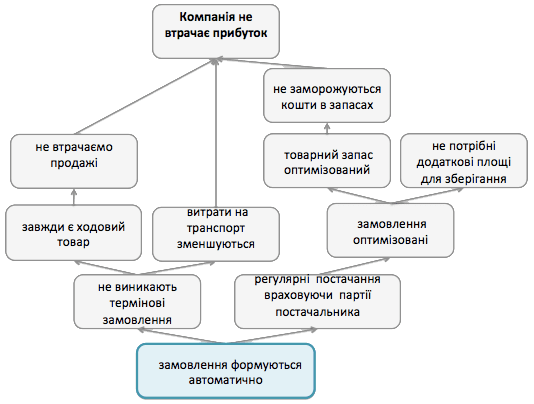 Компанія не
втрачає прибуток
не заморожуються
кошти в запасах
не втрачаємо
продажі
товарний запас
оптимізований
не потрібні
додаткові площі
для зберігання
завжди є ходовий
товар
витрати на
транспорт
зменшуються
замовлення
оптимізовані
не виникають
термінові
замовлення
регулярні постачання
враховуючи партії
постачальника
замовлення формуються
автоматично